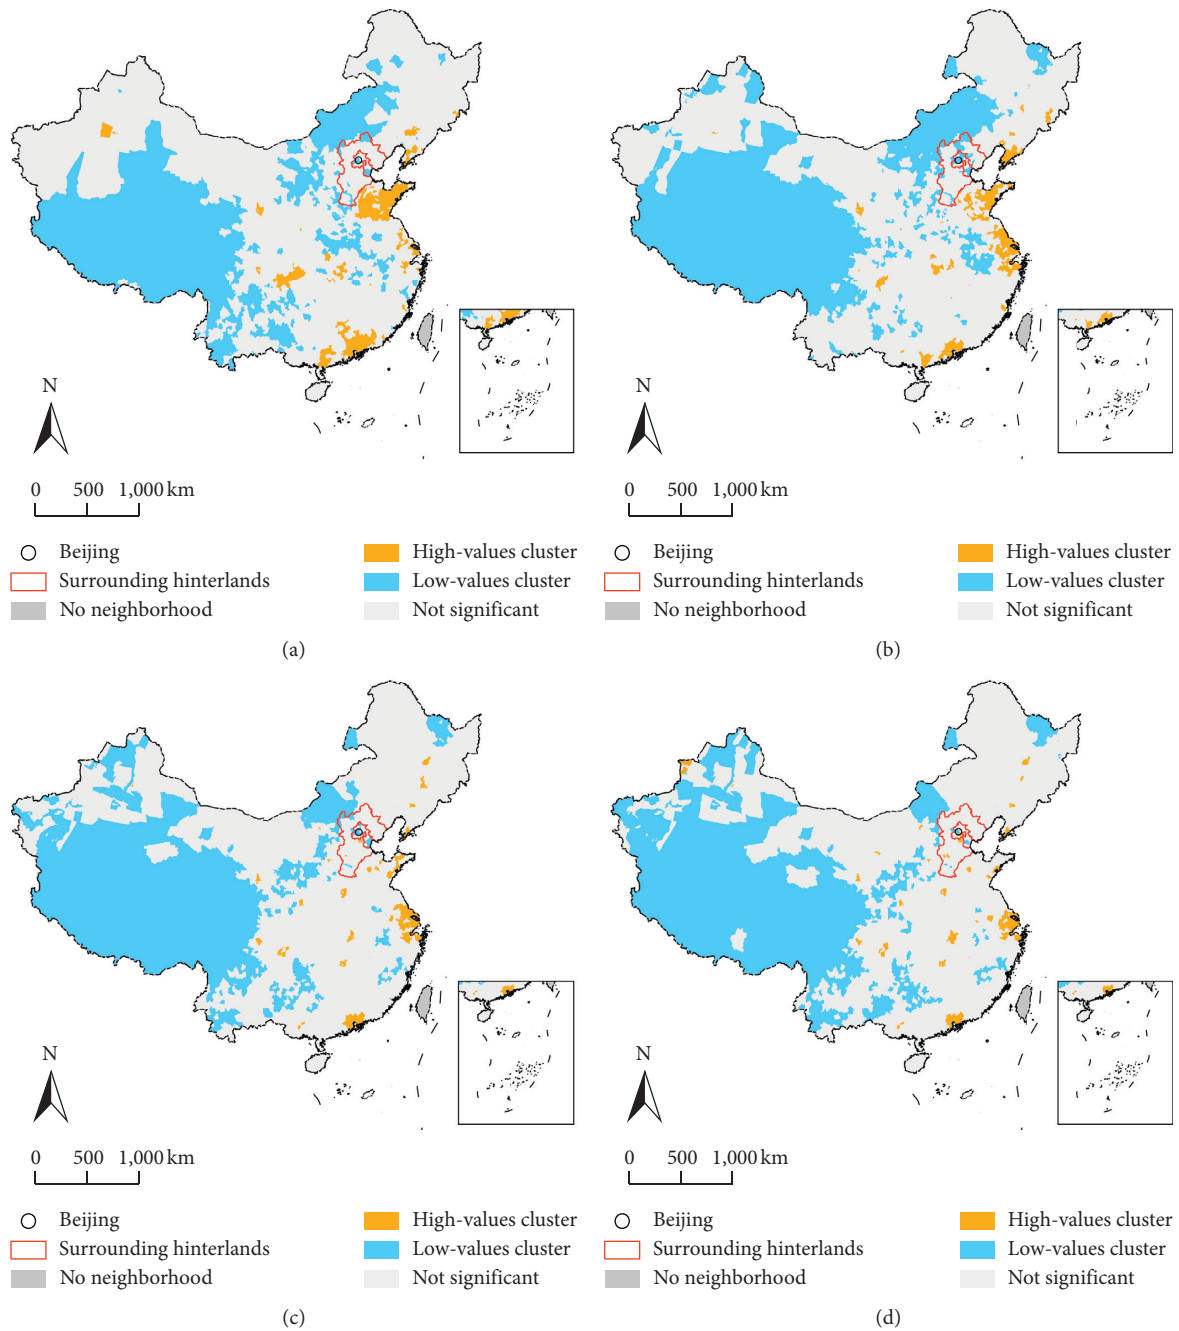 N
0 500 1,000 km
Beijing
Surrounding hinterlands
No neighborhood
High-values cluster
Low-values cluster
Not significant
(a)
N
0 500 1,000 km
Beijing
Surrounding hinterlands
No neighborhood
High-values cluster
Low-values cluster
Not significant
(b)
N
0 500 1,000 km
Beijing
Surrounding hinterlands
No neighborhood
High-values cluster
Low-values cluster
Not significant
(c)
N
0 500 1,000 km
Beijing
Surrounding hinterlands
No neighborhood
High-values cluster
Low-values cluster
Not significant
(d)